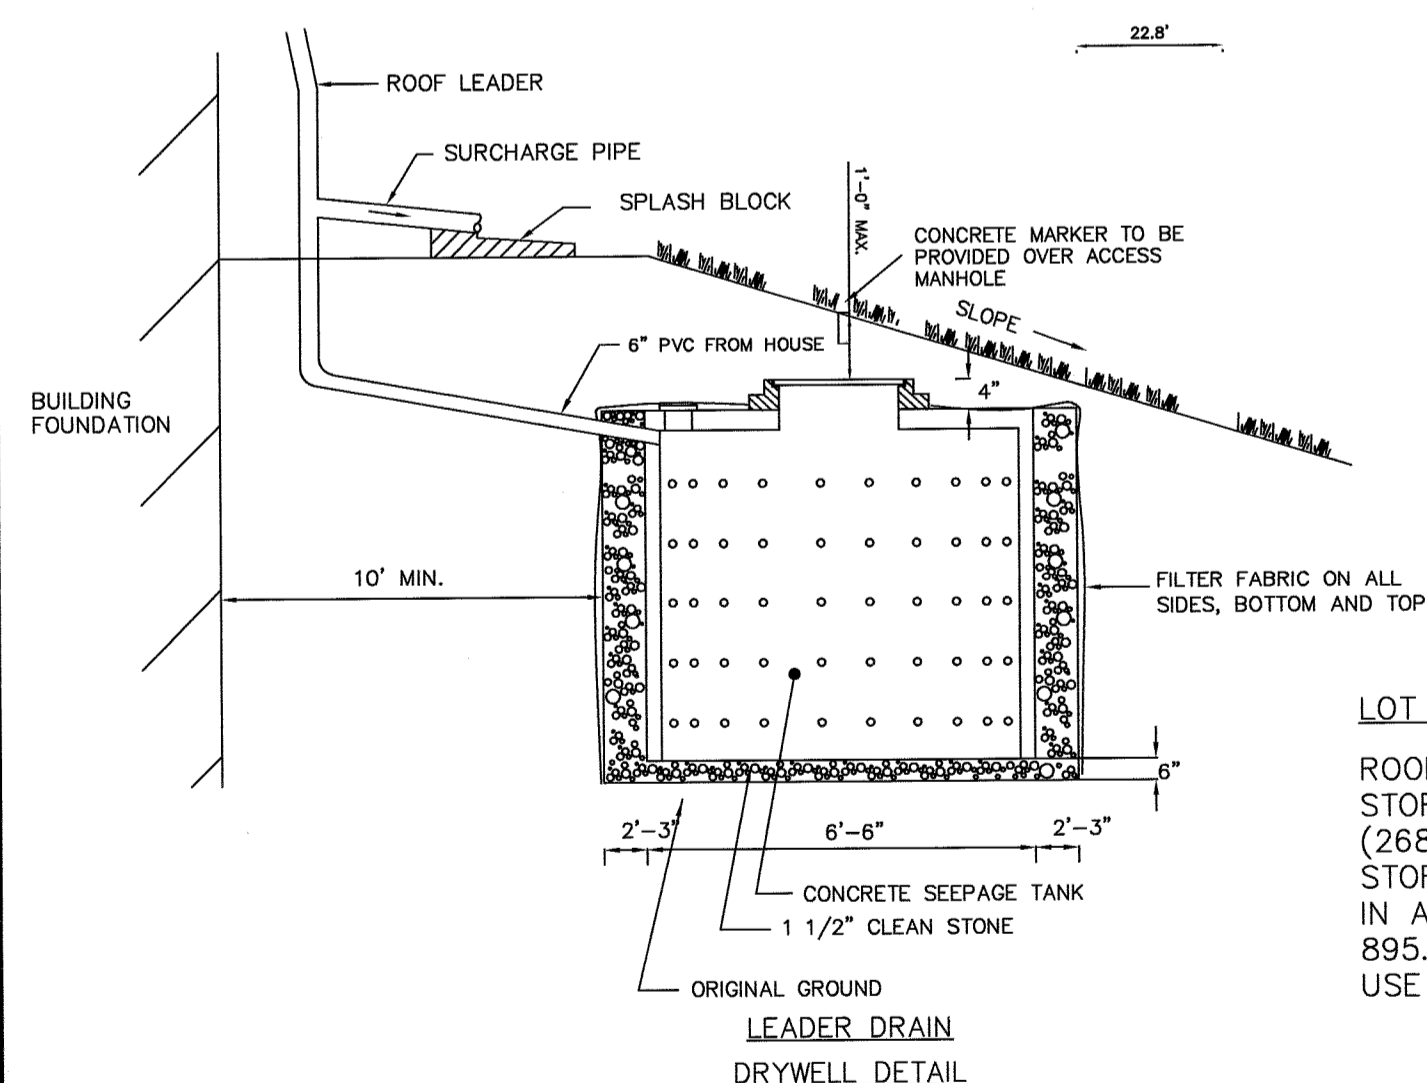 22.8'
ROOF LEADER
SURCHARGE PIPE
SPLASH BLOCK
1'-0" MAX.
CONCRETE MARKER TO BE
PROVIDED OVER ACCESS
MANHOLE
SLOPE
6" PVC FROM HOUSE
4"
BUILDING
FOUNDATION
10' MIN.
FILTER FABRIC ON ALL
SIDES, BOTTOM AND TOP
6"
2'-3"
6'-6"
2'-3"
CONCRETE SEEPAGE TANK
1 1/2" CLEAN STONE
ORIGINAL GROUND
LEADER DRAIN
DRYWELL DETAIL
LOT
(268
IN A
895.
USE